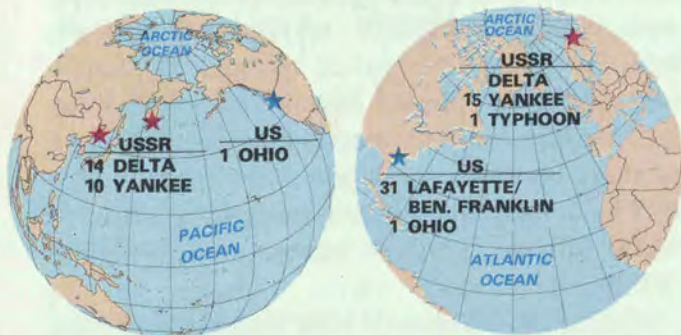 ARCTIC
OCEAN
USSR
14 DELTA
10 YANKEE
US
1 OHIO
PACIFIC
OCEAN
ARCTIC
OCEAN
USSR
DELTA
15 YANKEE
1 TYPHOON
US
31 LAFAYETTE/
BEN. FRANKLIN
1 OHIO
ATLANTIC
OCEAN